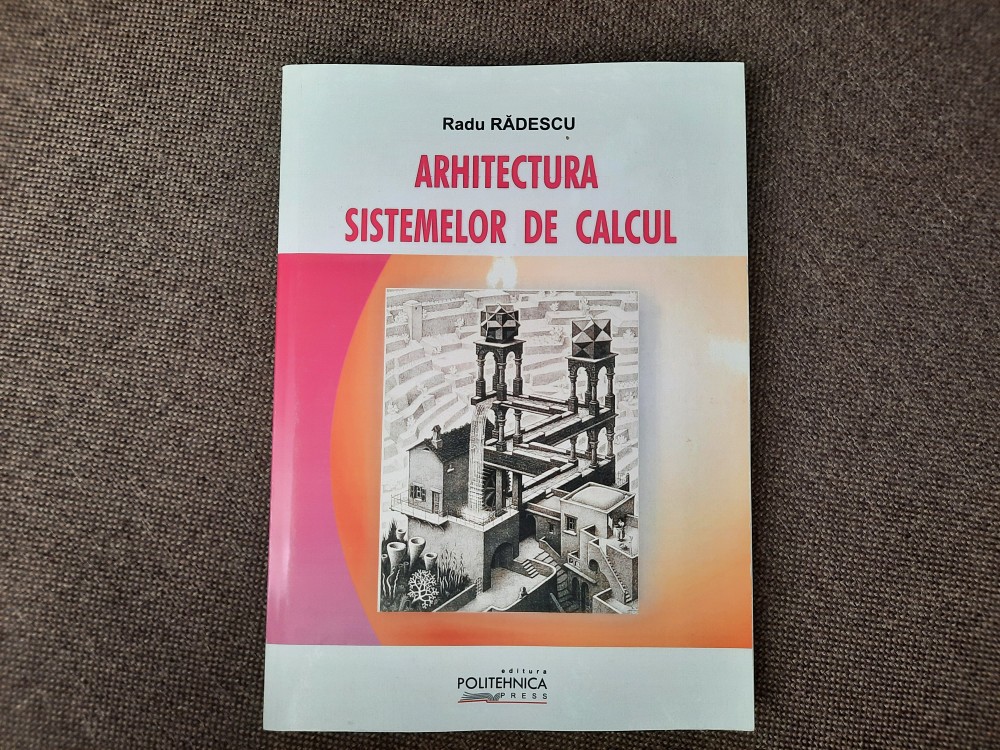 Radu RĂDESCU
ARHITECTURA
SISTEMELOR DE CALCUL
editura
POLITEHNICA
PRESS